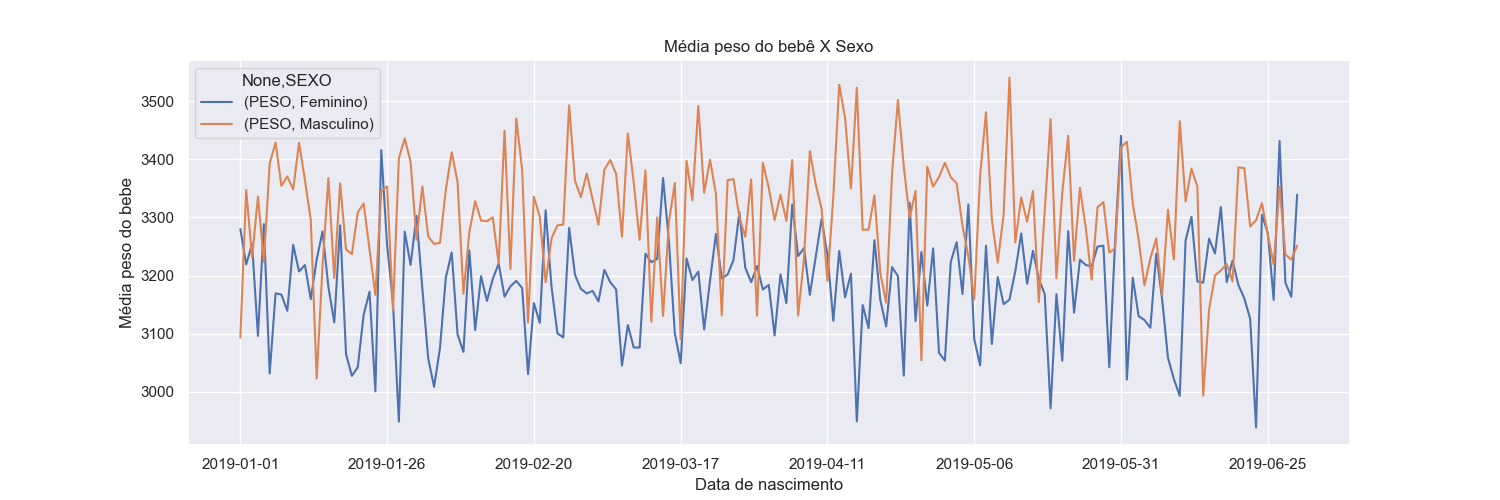 Média peso do bebê X Sexo
None,SEXO
(PESO, Feminino)
(PESO, Masculino)
Média peso do bebe
3500
3400
3300
3200
3100
3000
2019-01-01 2019-01-26 2019-02-20 2019-03-17 2019-04-11 2019-05-06 2019-05-31 2019-06-25
Data de nascimento